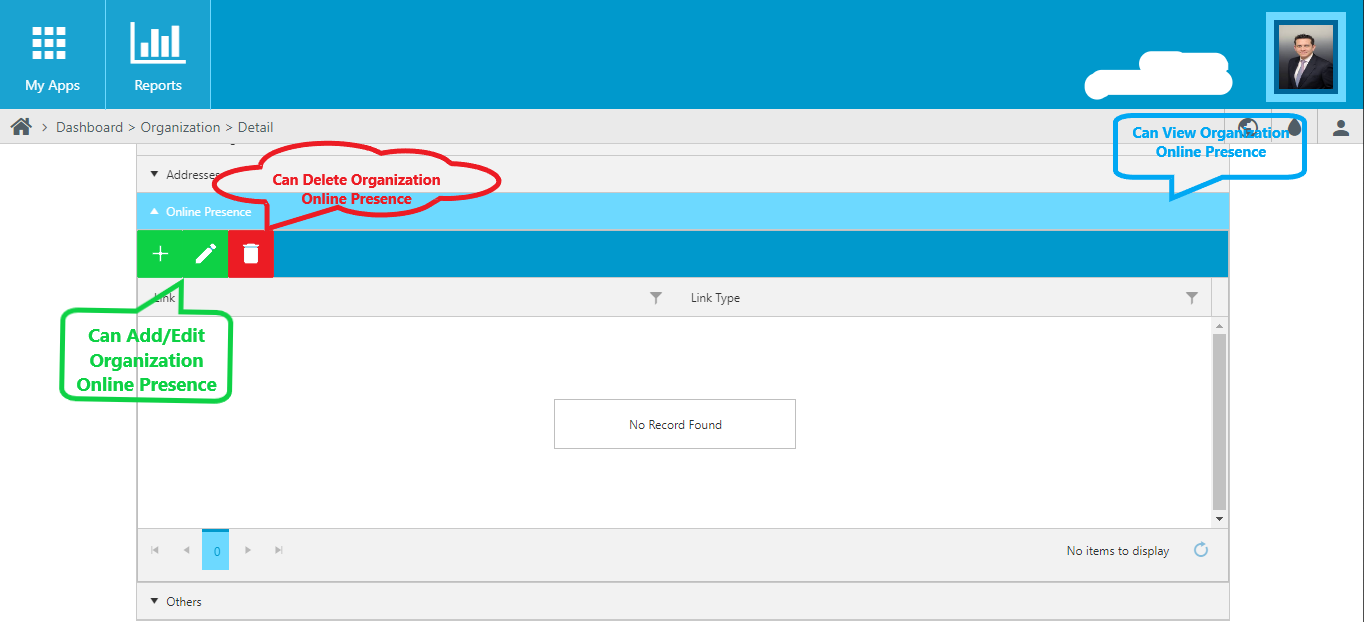 My Apps
Reports
Dashboard > Organization > Detail
Can View Organization
Online Presence
Addresses
Can Delete Organization
Online Presence
Online Presence
Link
Link Type
Can Add/Edit
Organization
Online Presence
No Record Found
0
No items to display
Others